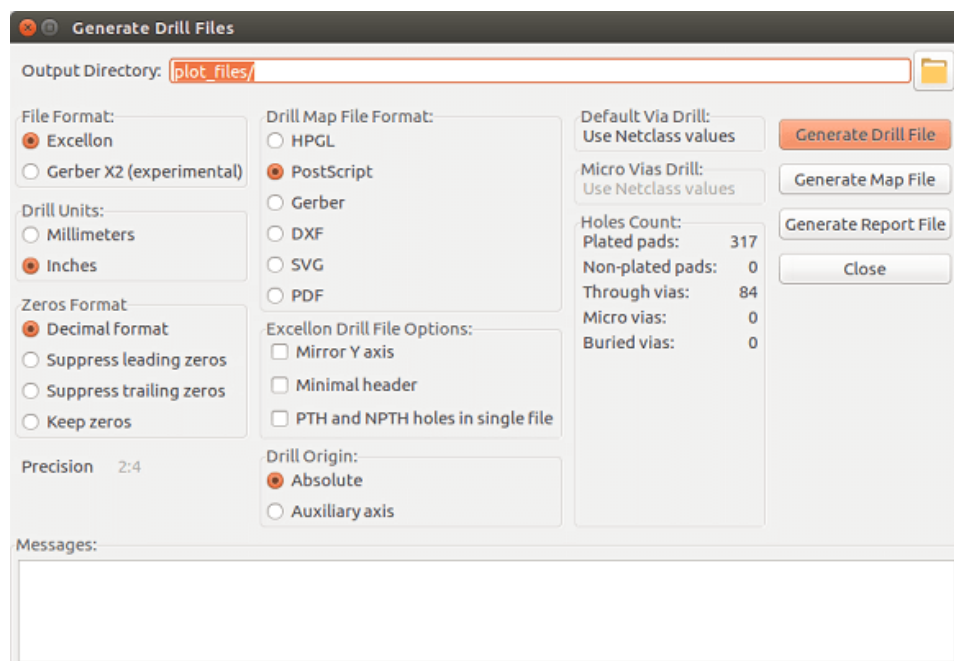 Generate Drill Files
Output Directory: plot_files/
File Format:
Excellon
Gerber X2 (experimental)
Drill Units:
Millimeters
Inches
Zeros Format
Decimal format
Suppress leading zeros
Suppress trailing zeros
Keep zeros
Precision 2:4
Drill Map File Format:
HPGL
PostScript
Gerber
DXF
SVG
PDF
Excellon Drill File Options:
Mirror Y axis
Minimal header
PTH and NPTH holes in single file
Drill Origin:
Absolute
Auxiliary axis
Default Via Drill:
Use Netclass values
Micro Vias Drill:
Use Netclass values
Holes Count:
Plated pads: 317
Non-plated pads: 0
Through vias: 84
Micro vias: 0
Buried vias: 0
Generate Drill File
Generate Map File
Generate Report File
Close
Messages: